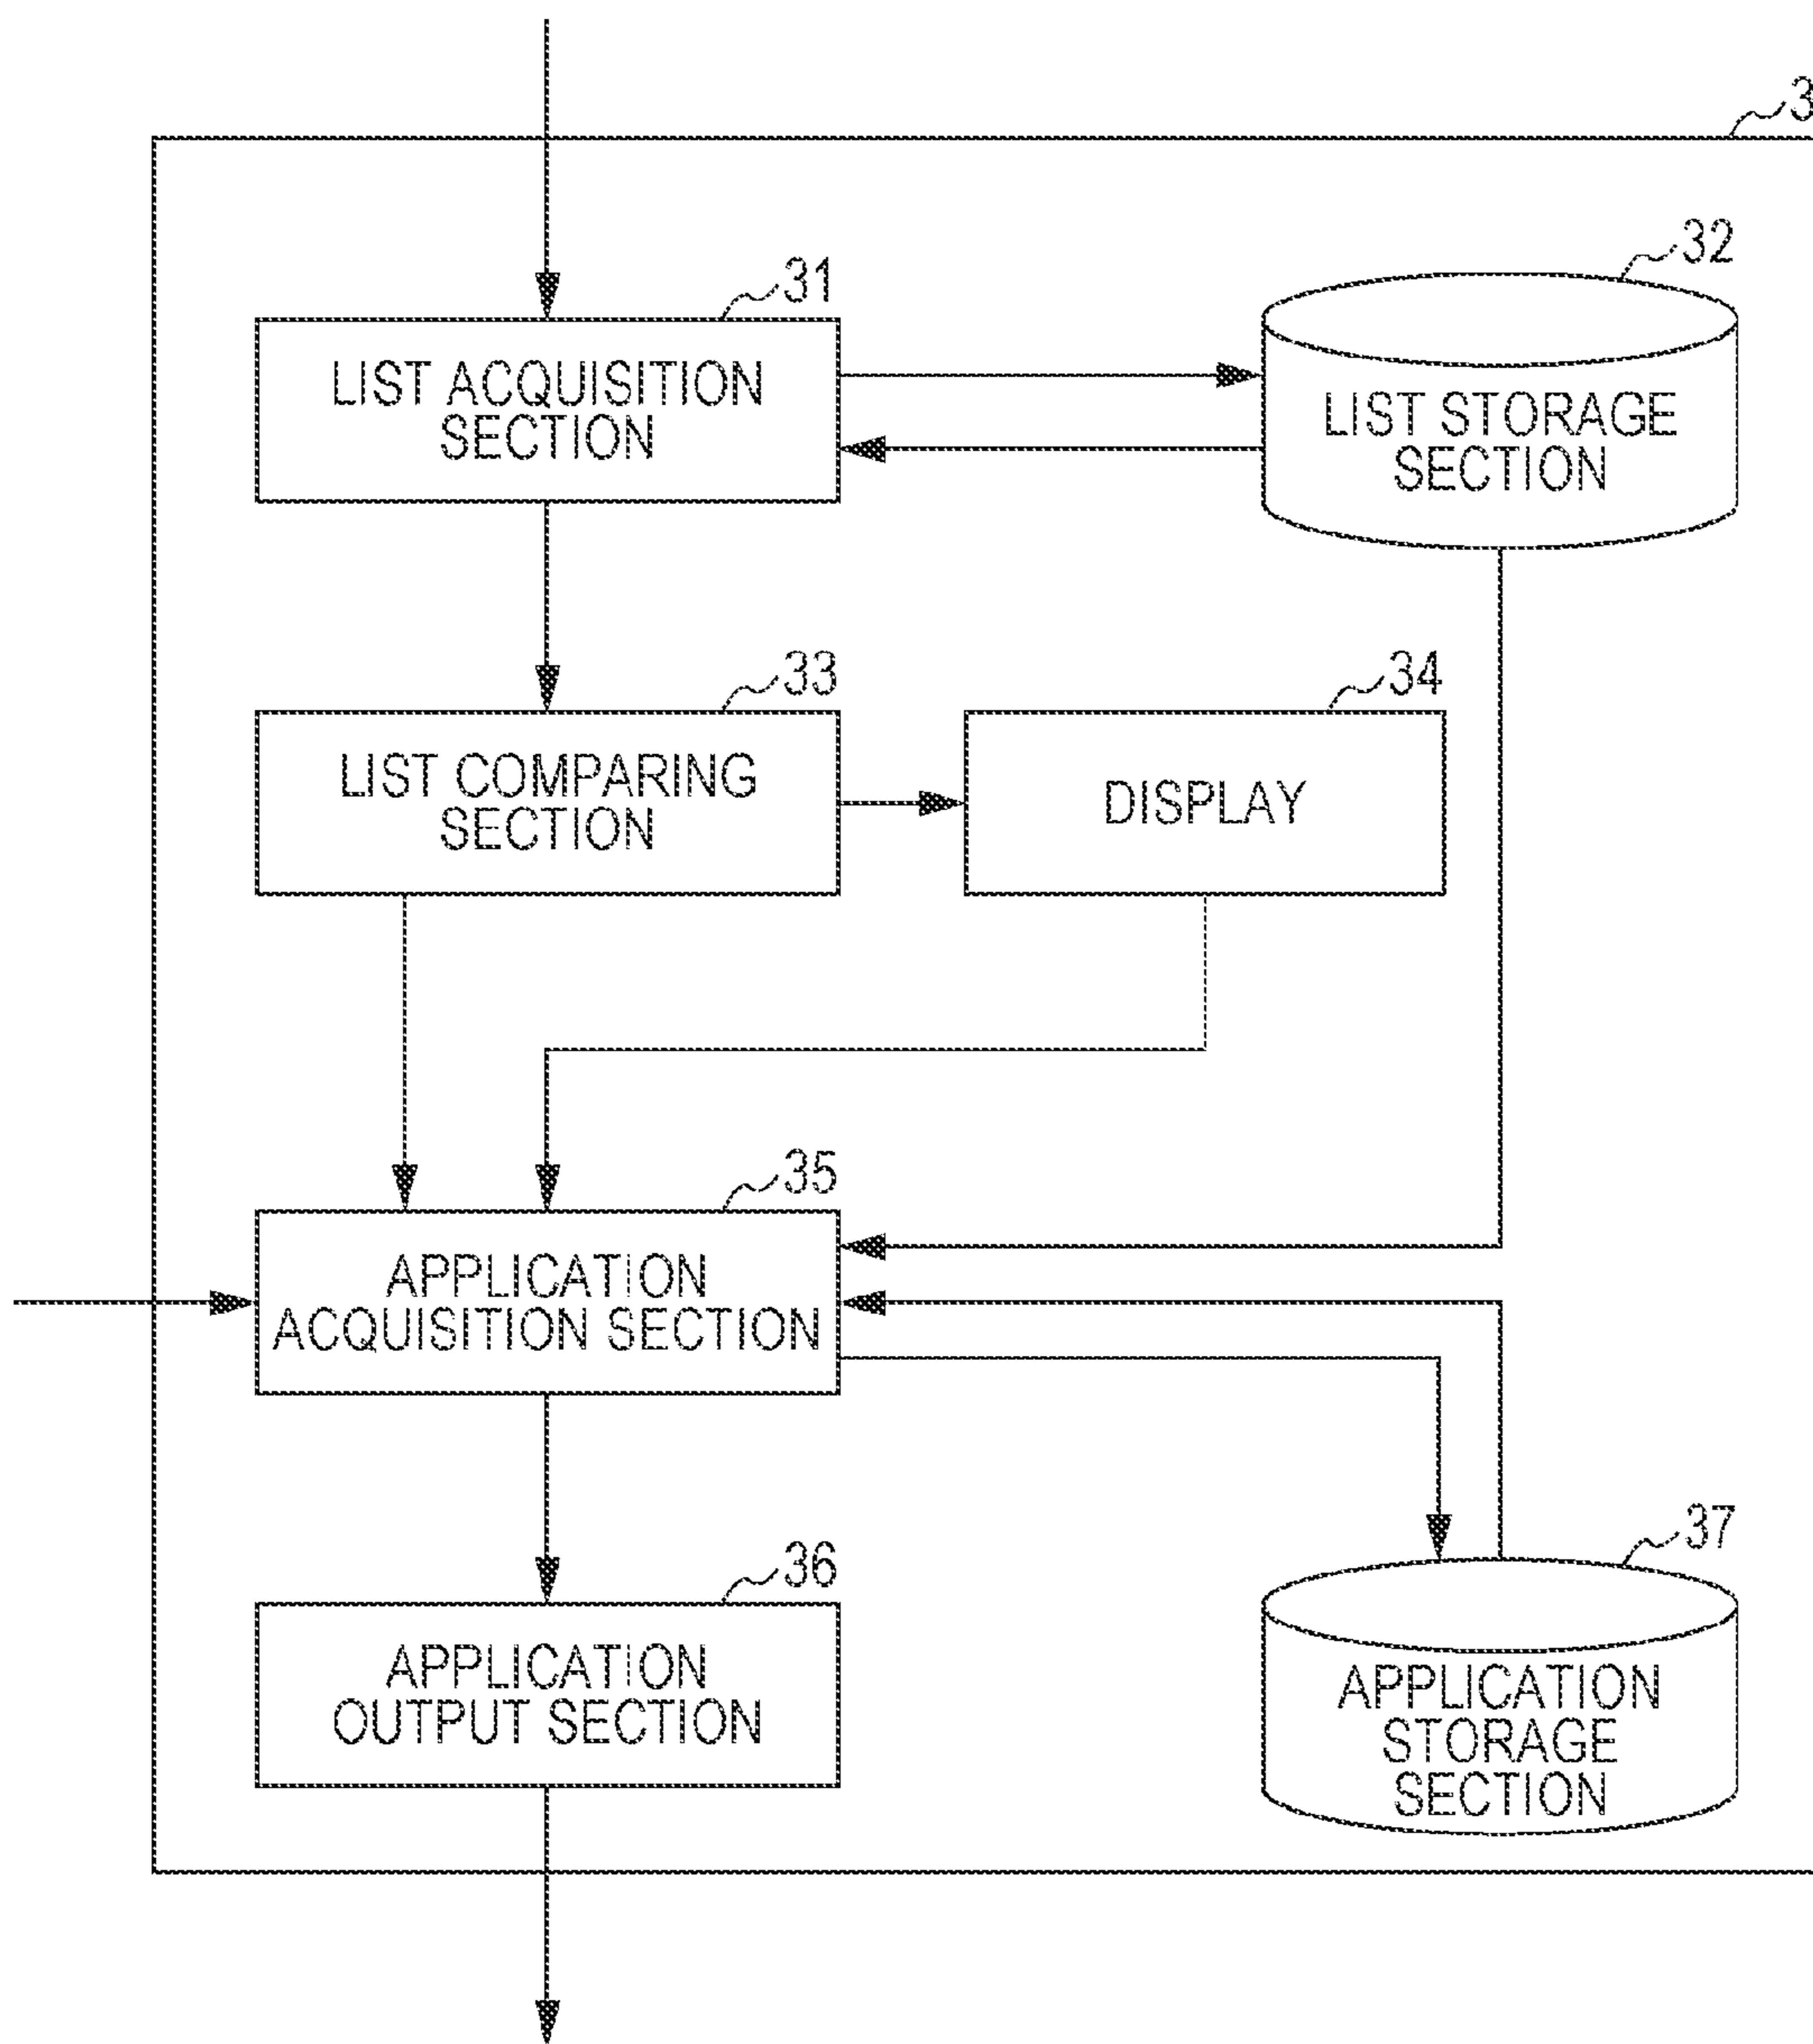 3
31
LIST ACQUISITION
SECTION
32
LIST STORAGE
SECTION
33
LIST COMPARING
SECTION
34
DISPLAY
35
APPLICATION
ACQUISITION SECTION
36
APPLICATION
OUTPUT SECTION
37
APPLICATION
STORAGE
SECTION